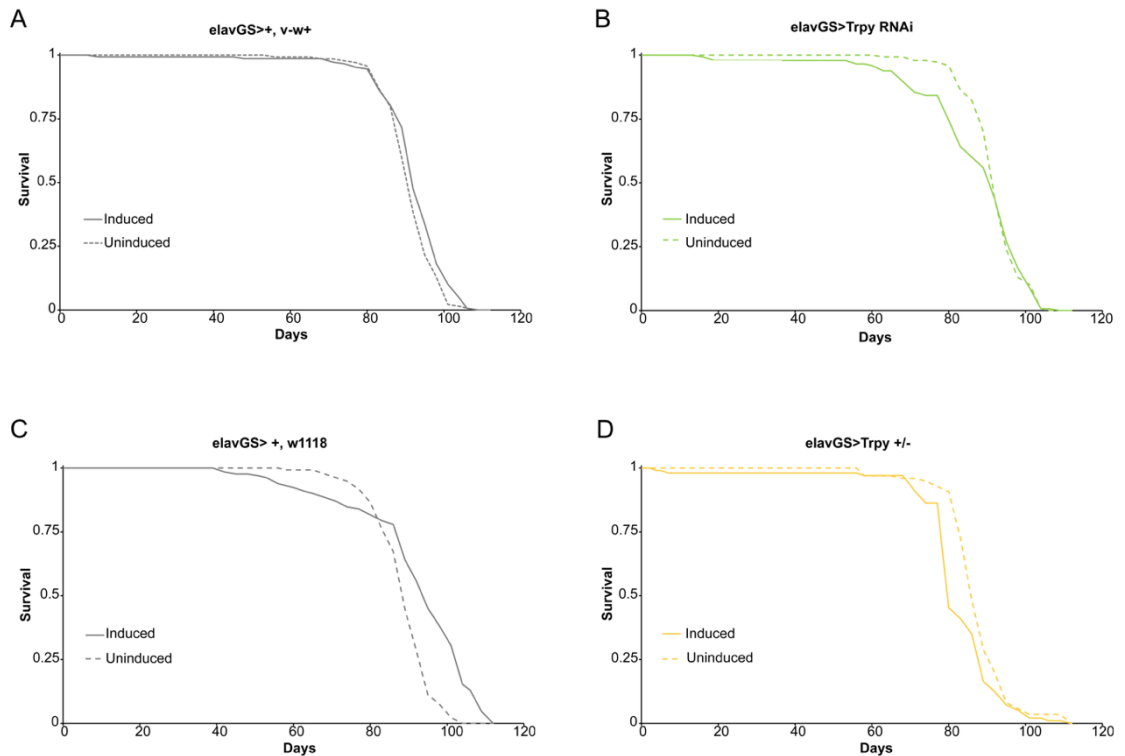 A
elavGS>+, v-w+
1
0.75
0.5
0.25
0
Survival
Induced
Uninduced
0 20 40 60 80 100 120
Days
B
elavGS>Trpy RNAi
1
0.75
0.5
0.25
0
Survival
Induced
Uninduced
0 20 40 60 80 100 120
Days
C
elavGS> +, w1118
1
0.75
0.5
0.25
0
Survival
Induced
Uninduced
0 20 40 60 80 100 120
Days
D
elavGS>Trpy +/-
1
0.75
0.5
0.25
0
Survival
Induced
Uninduced
0 20 40 60 80 100 120
Days